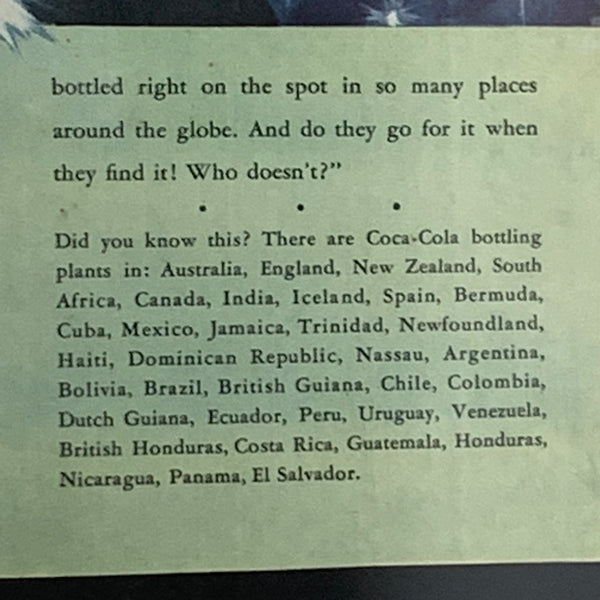 bottled right on the spot in so many places
around the globe. And do they go for it when
they find it! Who doesn't?"
• • •
Did you know this? There are Coca-Cola bottling
plants in: Australia, England, New Zealand, South
Africa, Canada, India, Iceland, Spain, Bermuda,
Cuba, Mexico, Jamaica, Trinidad, Newfoundland,
Haiti, Dominican Republic, Nassau, Argentina,
Bolivia, Brazil, British Guiana, Chile, Colombia,
Dutch Guiana, Ecuador, Peru, Uruguay, Venezuela,
British Honduras, Costa Rica, Guatemala, Honduras,
Nicaragua, Panama, El Salvador.